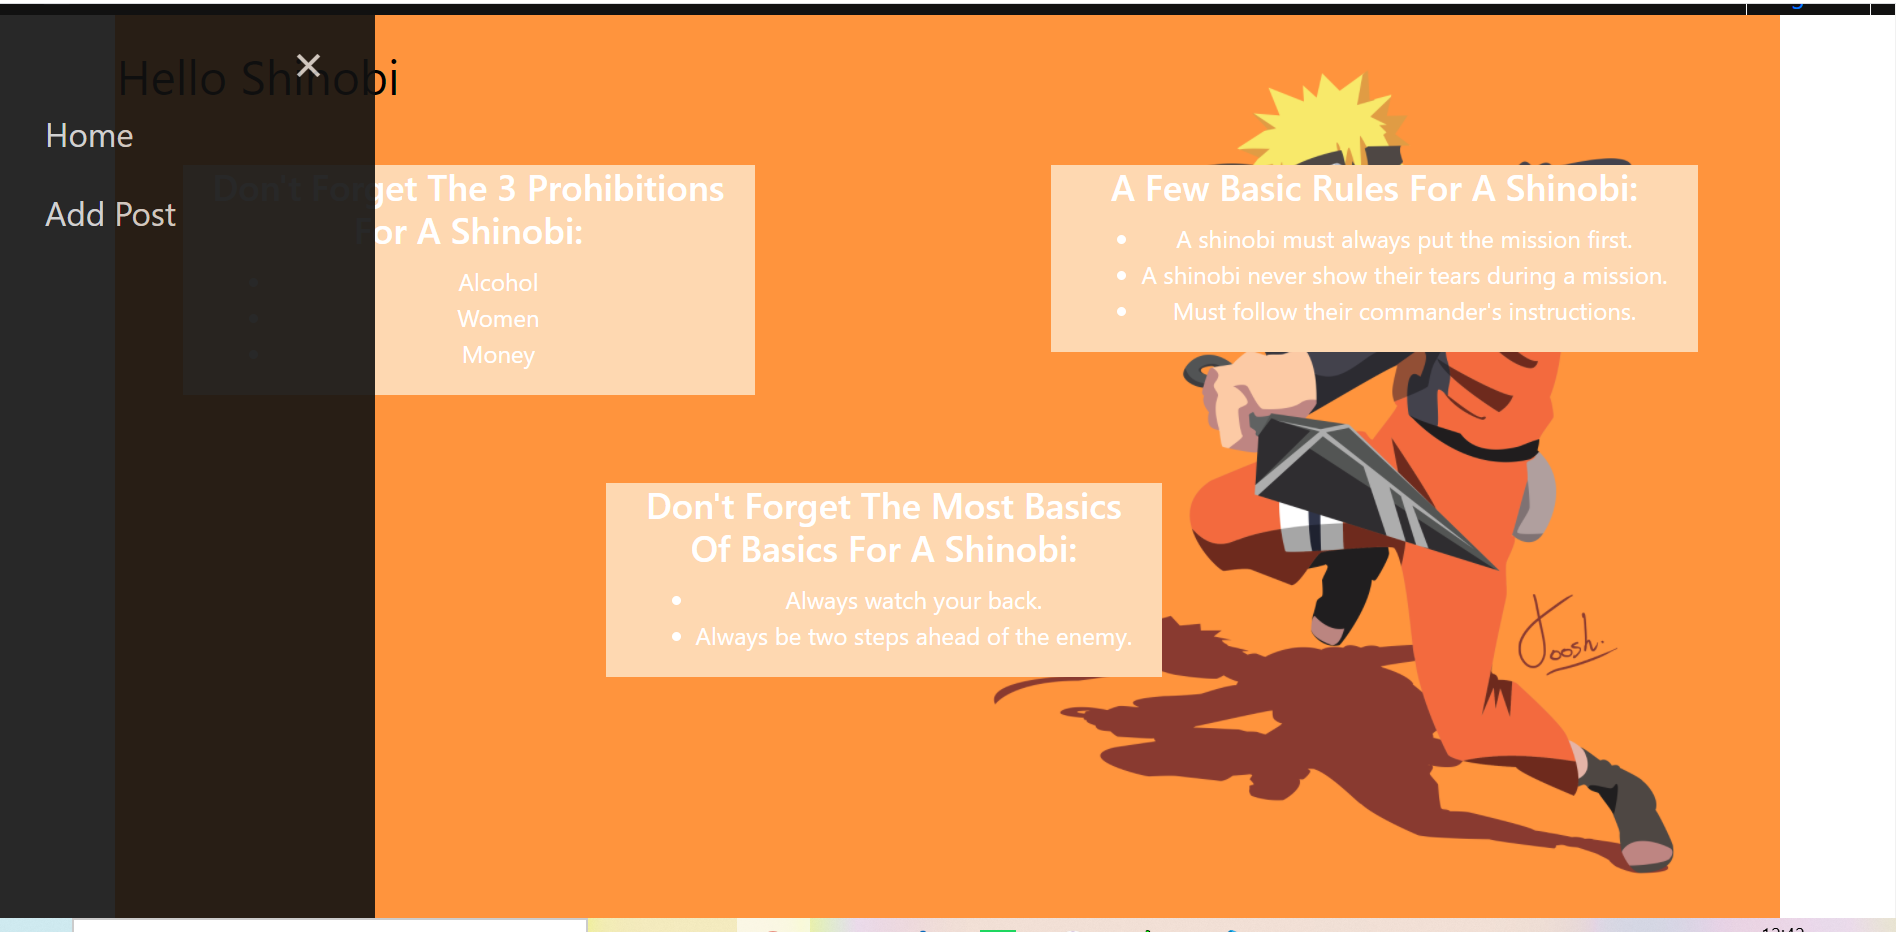 Hello Shinobi
×
Home
Add Post
Don't Forget The 3 Prohibitions
For A Shinobi:
Alcohol
Women
Money
A Few Basic Rules For A Shinobi:
A shinobi must always put the mission first.
A shinobi never show their tears during a mission.
Must follow their commander's instructions.
Don't Forget The Most Basics
Of Basics For A Shinobi:
Always watch your back.
Always be two steps ahead of the enemy.
Joosh.